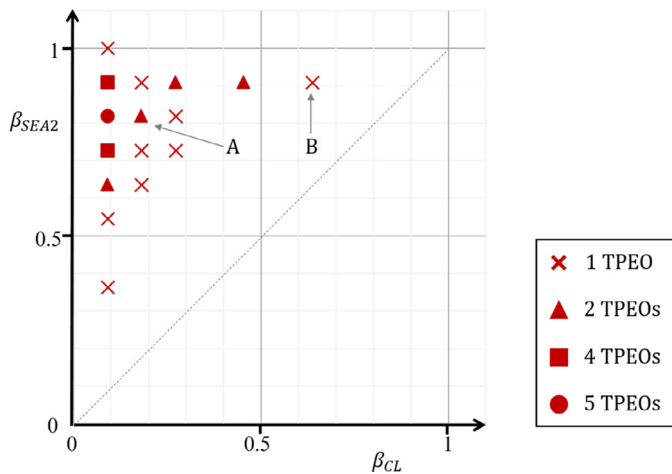 1
β_SEA2
A
B
0.5
0
0
0.5
1
β_CL
1 TPEO
2 TPEOs
4 TPEOs
5 TPEOs